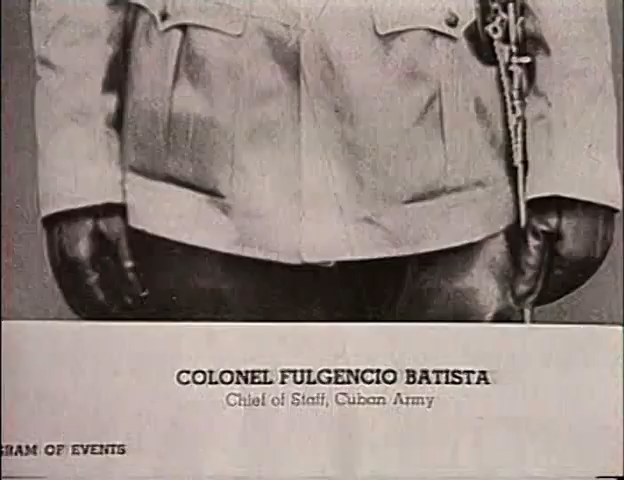 COLONEL FULGENCIO BATISTA
Chief of Staff, Cuban Army
GRAM OF EVENTS